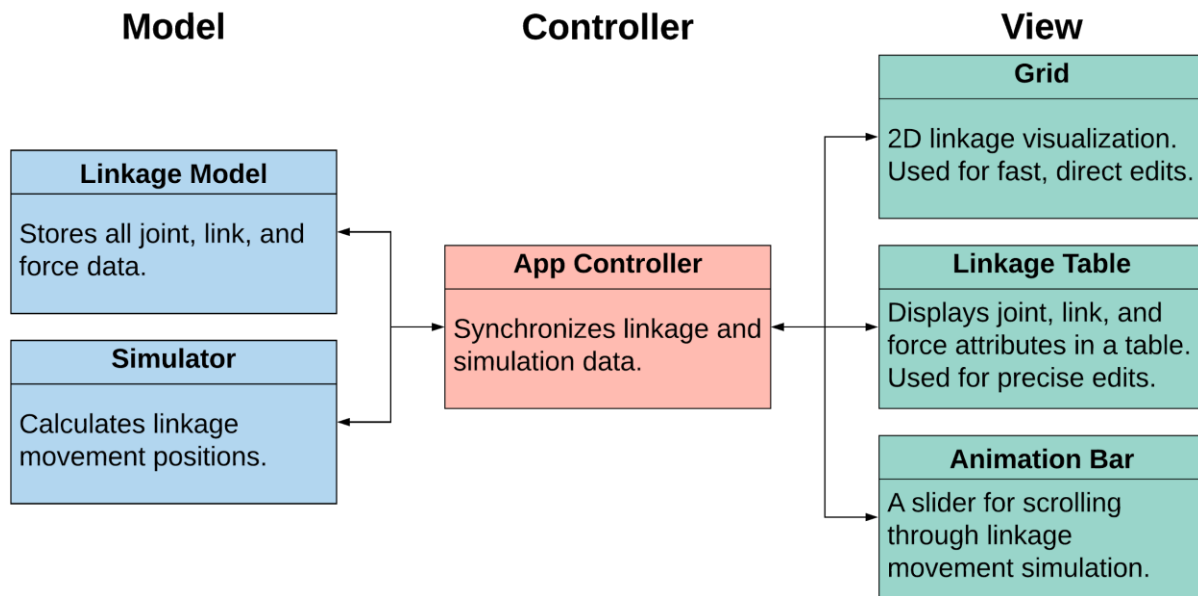 Model
Controller
View
Linkage Model
Stores all joint, link, and
force data.
Simulator
Calculates linkage
movement positions.
App Controller
Synchronizes linkage and
simulation data.
Grid
2D linkage visualization.
Used for fast, direct edits.
Linkage Table
Displays joint, link, and
force attributes in a table.
Used for precise edits.
Animation Bar
A slider for scrolling
through linkage
movement simulation.